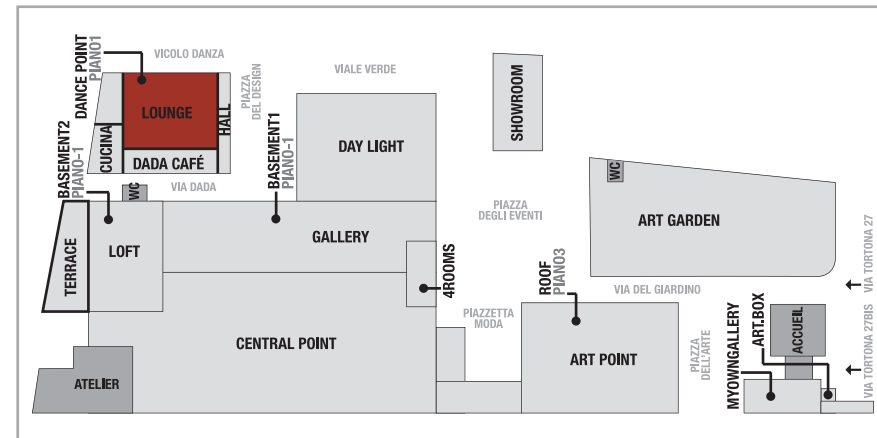 DANCE POINT
PIANO1
VICOLO DANZA
PIAZZA
DEL DESIGN
VIALE VERDE
SHOWROOM
LOUNGE
HALL
CUCINA
DADA CAFÉ
BASEMENT2
PIANO-1
WC
VIA DADA
BASEMENT1
PIANO-1
DAY LIGHT
WC
PIAZZA
DEGLI EVENTI
ART GARDEN
VIA TORTONA 27
TERRACE
LOFT
GALLERY
4ROOMS
ROOF
PIANO3
VIA DEL GIARDINO
PIAZZETTA
MODA
CENTRAL POINT
ART POINT
PIAZZA
DELL'ARTE
MYOWNGALLERY
ART.BOX
ACCUEIL
VIA TORTONA 27BIS
ATELIER